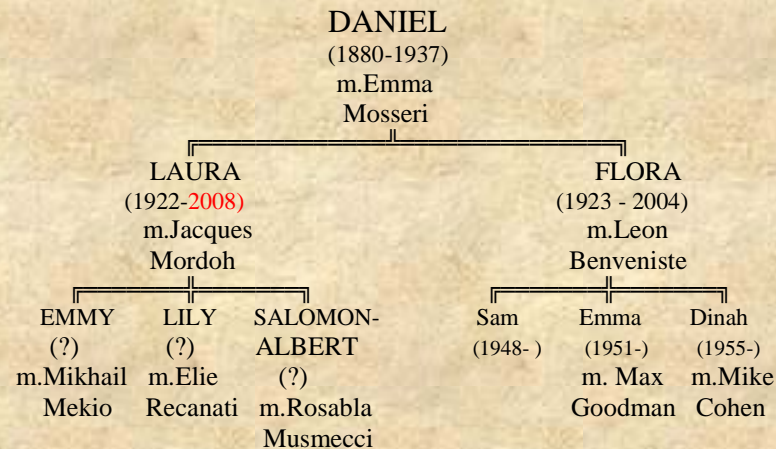 DANIEL
(1880-1937)
m.Emma
Mosseri
LAURA FLORA
(1922-2008) (1923 - 2004)
m.Jacques m.Leon
Mordoh Benveniste
EMMY LILY SALOMON- Sam Emma Dinah
(?) (?) ALBERT (1948- ) (1951-) (1955-)
m.Mikhail m.Elie (?) m. Max m.Mike
Mekio Recanati m.Rosabla Goodman Cohen
Musmecci